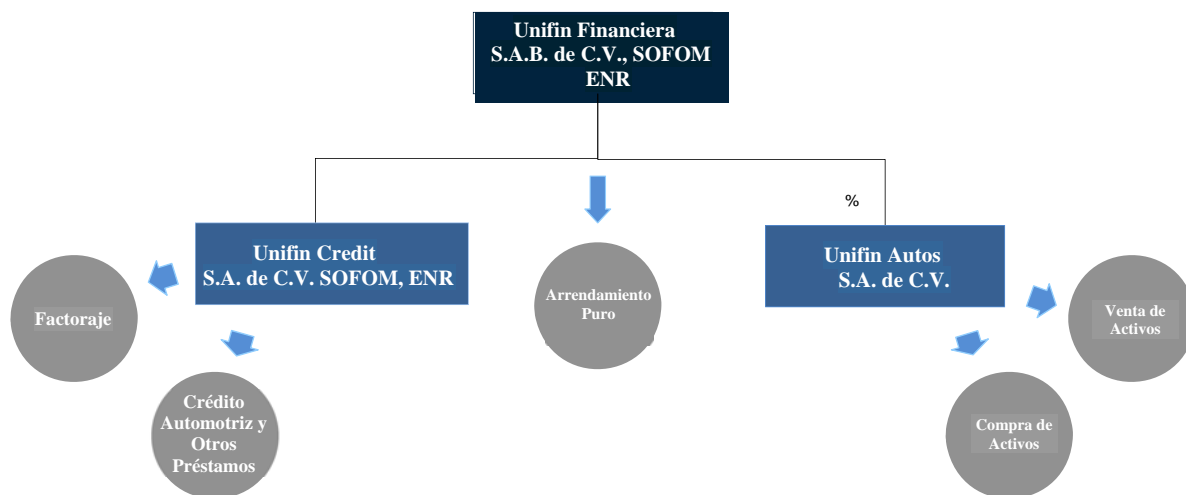 Unifin Financiera
S.A.B. de C.V., SOFOM
ENR
%
Unifin Credit
S.A. de C.V. SOFOM, ENR
Unifin Autos
S.A. de C.V.
Factoraje
Arrendamiento
Puro
Venta de
Activos
Crédito
Automotriz y
Otros
Préstamos
Compra de
Activos